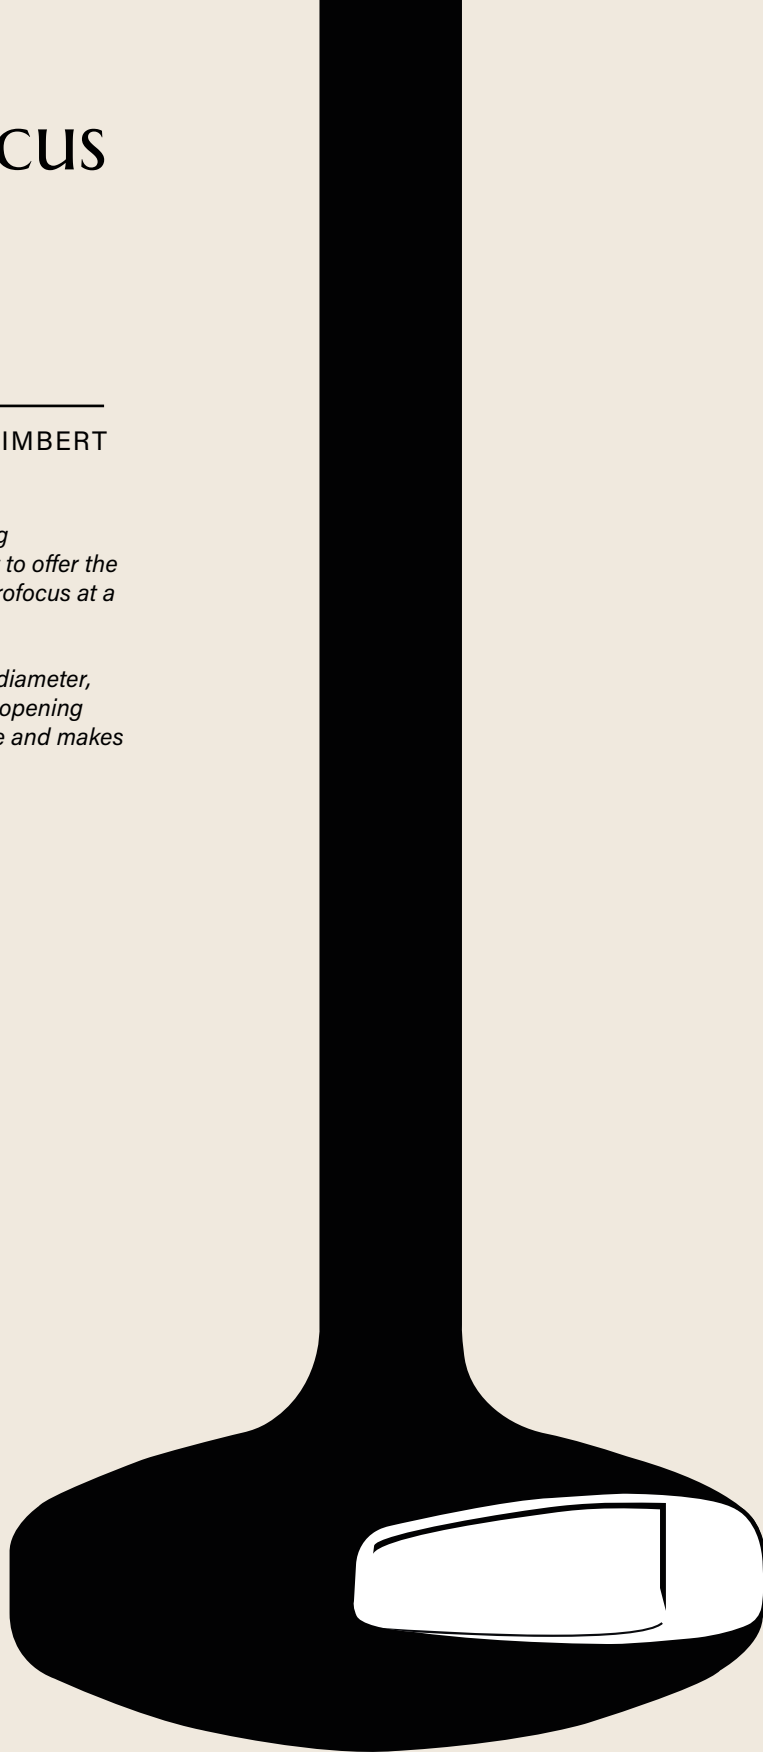 cus
IMBERT
g
to offer the
rofocus at a
diameter,
opening
e and makes